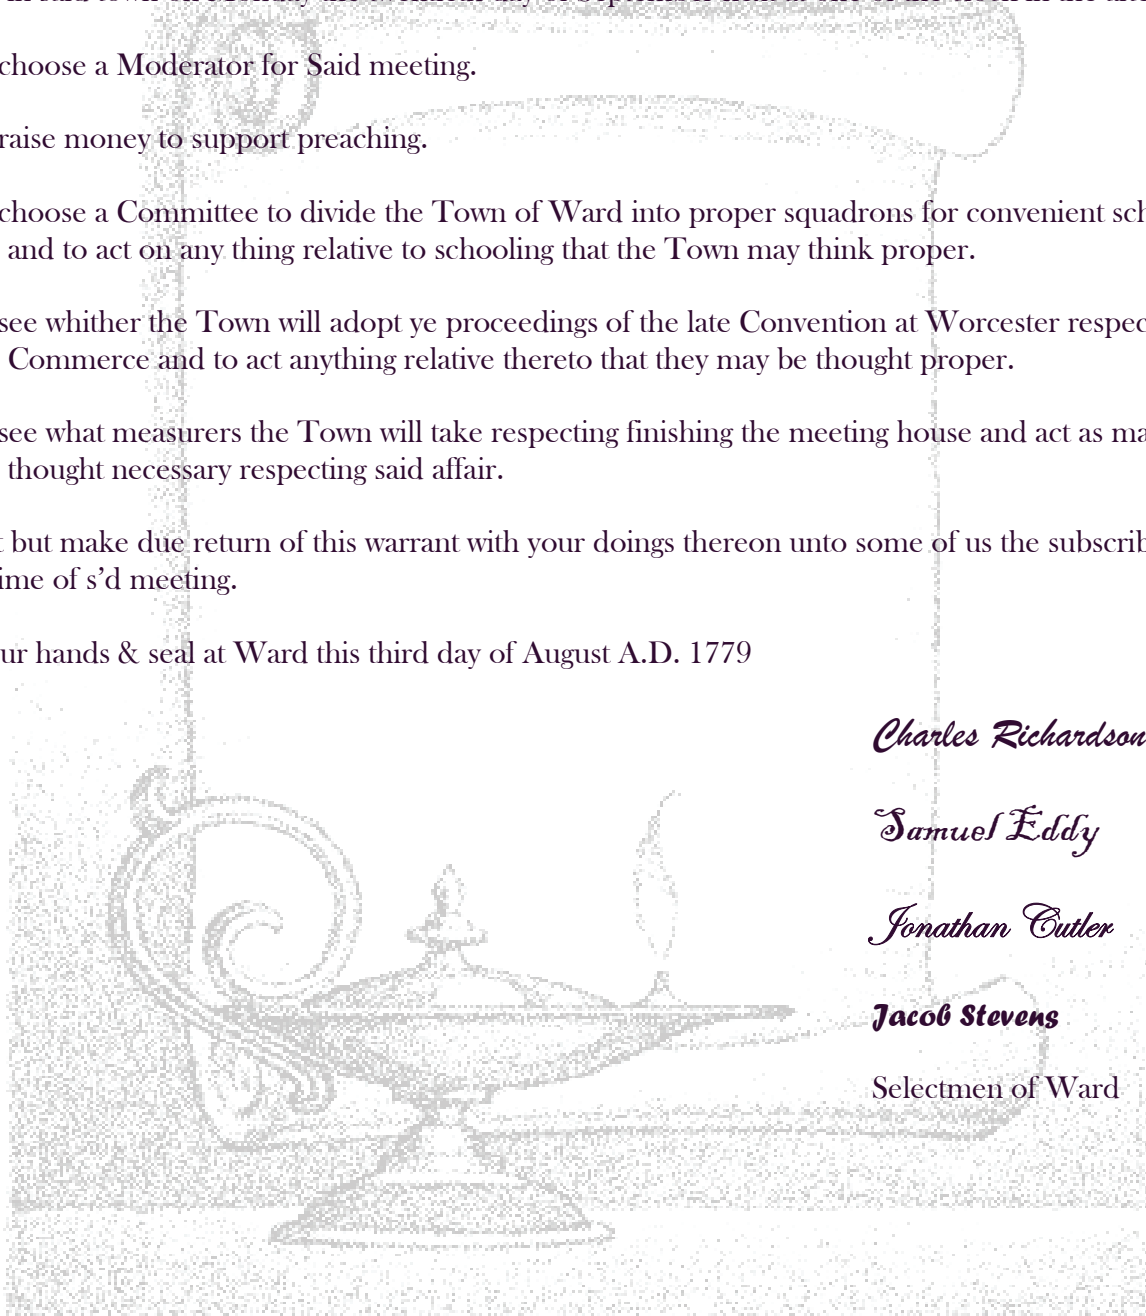 choose a Moderator for Said meeting.
raise money to support preaching.
choose a Committee to divide the Town of Ward into proper squadrons for convenient
and to act on any thing relative to schooling that the Town may think proper.
see whither the Town will adopt ye proceedings of the late Convention at Worcester
Commerce and to act anything relative thereto that they may be thought proper.
see what measurers the Town will take respecting finishing the meeting house and act as
thought necessary respecting said affair.
but make due return of this warrant with your doings thereon unto some of us the
of s’d meeting.
hands & seal at Ward this third day of August A.D. 1779
Charles Richardson
Samuel Eddy
Jonathan Cutler
Jacob Stevens
Selectmen of Ward